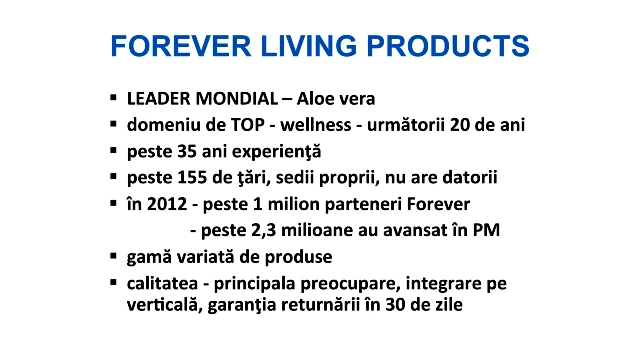 FOREVER LIVING PRODUCTS
▪ LEADER MONDIAL – Aloe vera
▪ domeniu de TOP - wellness - următorii 20 de ani
▪ peste 35 ani experienţă
▪ peste 155 de ţări, sedii proprii, nu are datorii
▪ în 2012 - peste 1 milion parteneri Forever
- peste 2,3 milioane au avansat în PM
▪ gamă variată de produse
▪ calitatea - principala preocupare, integrare pe
verticală, garanţia returnării în 30 de zile